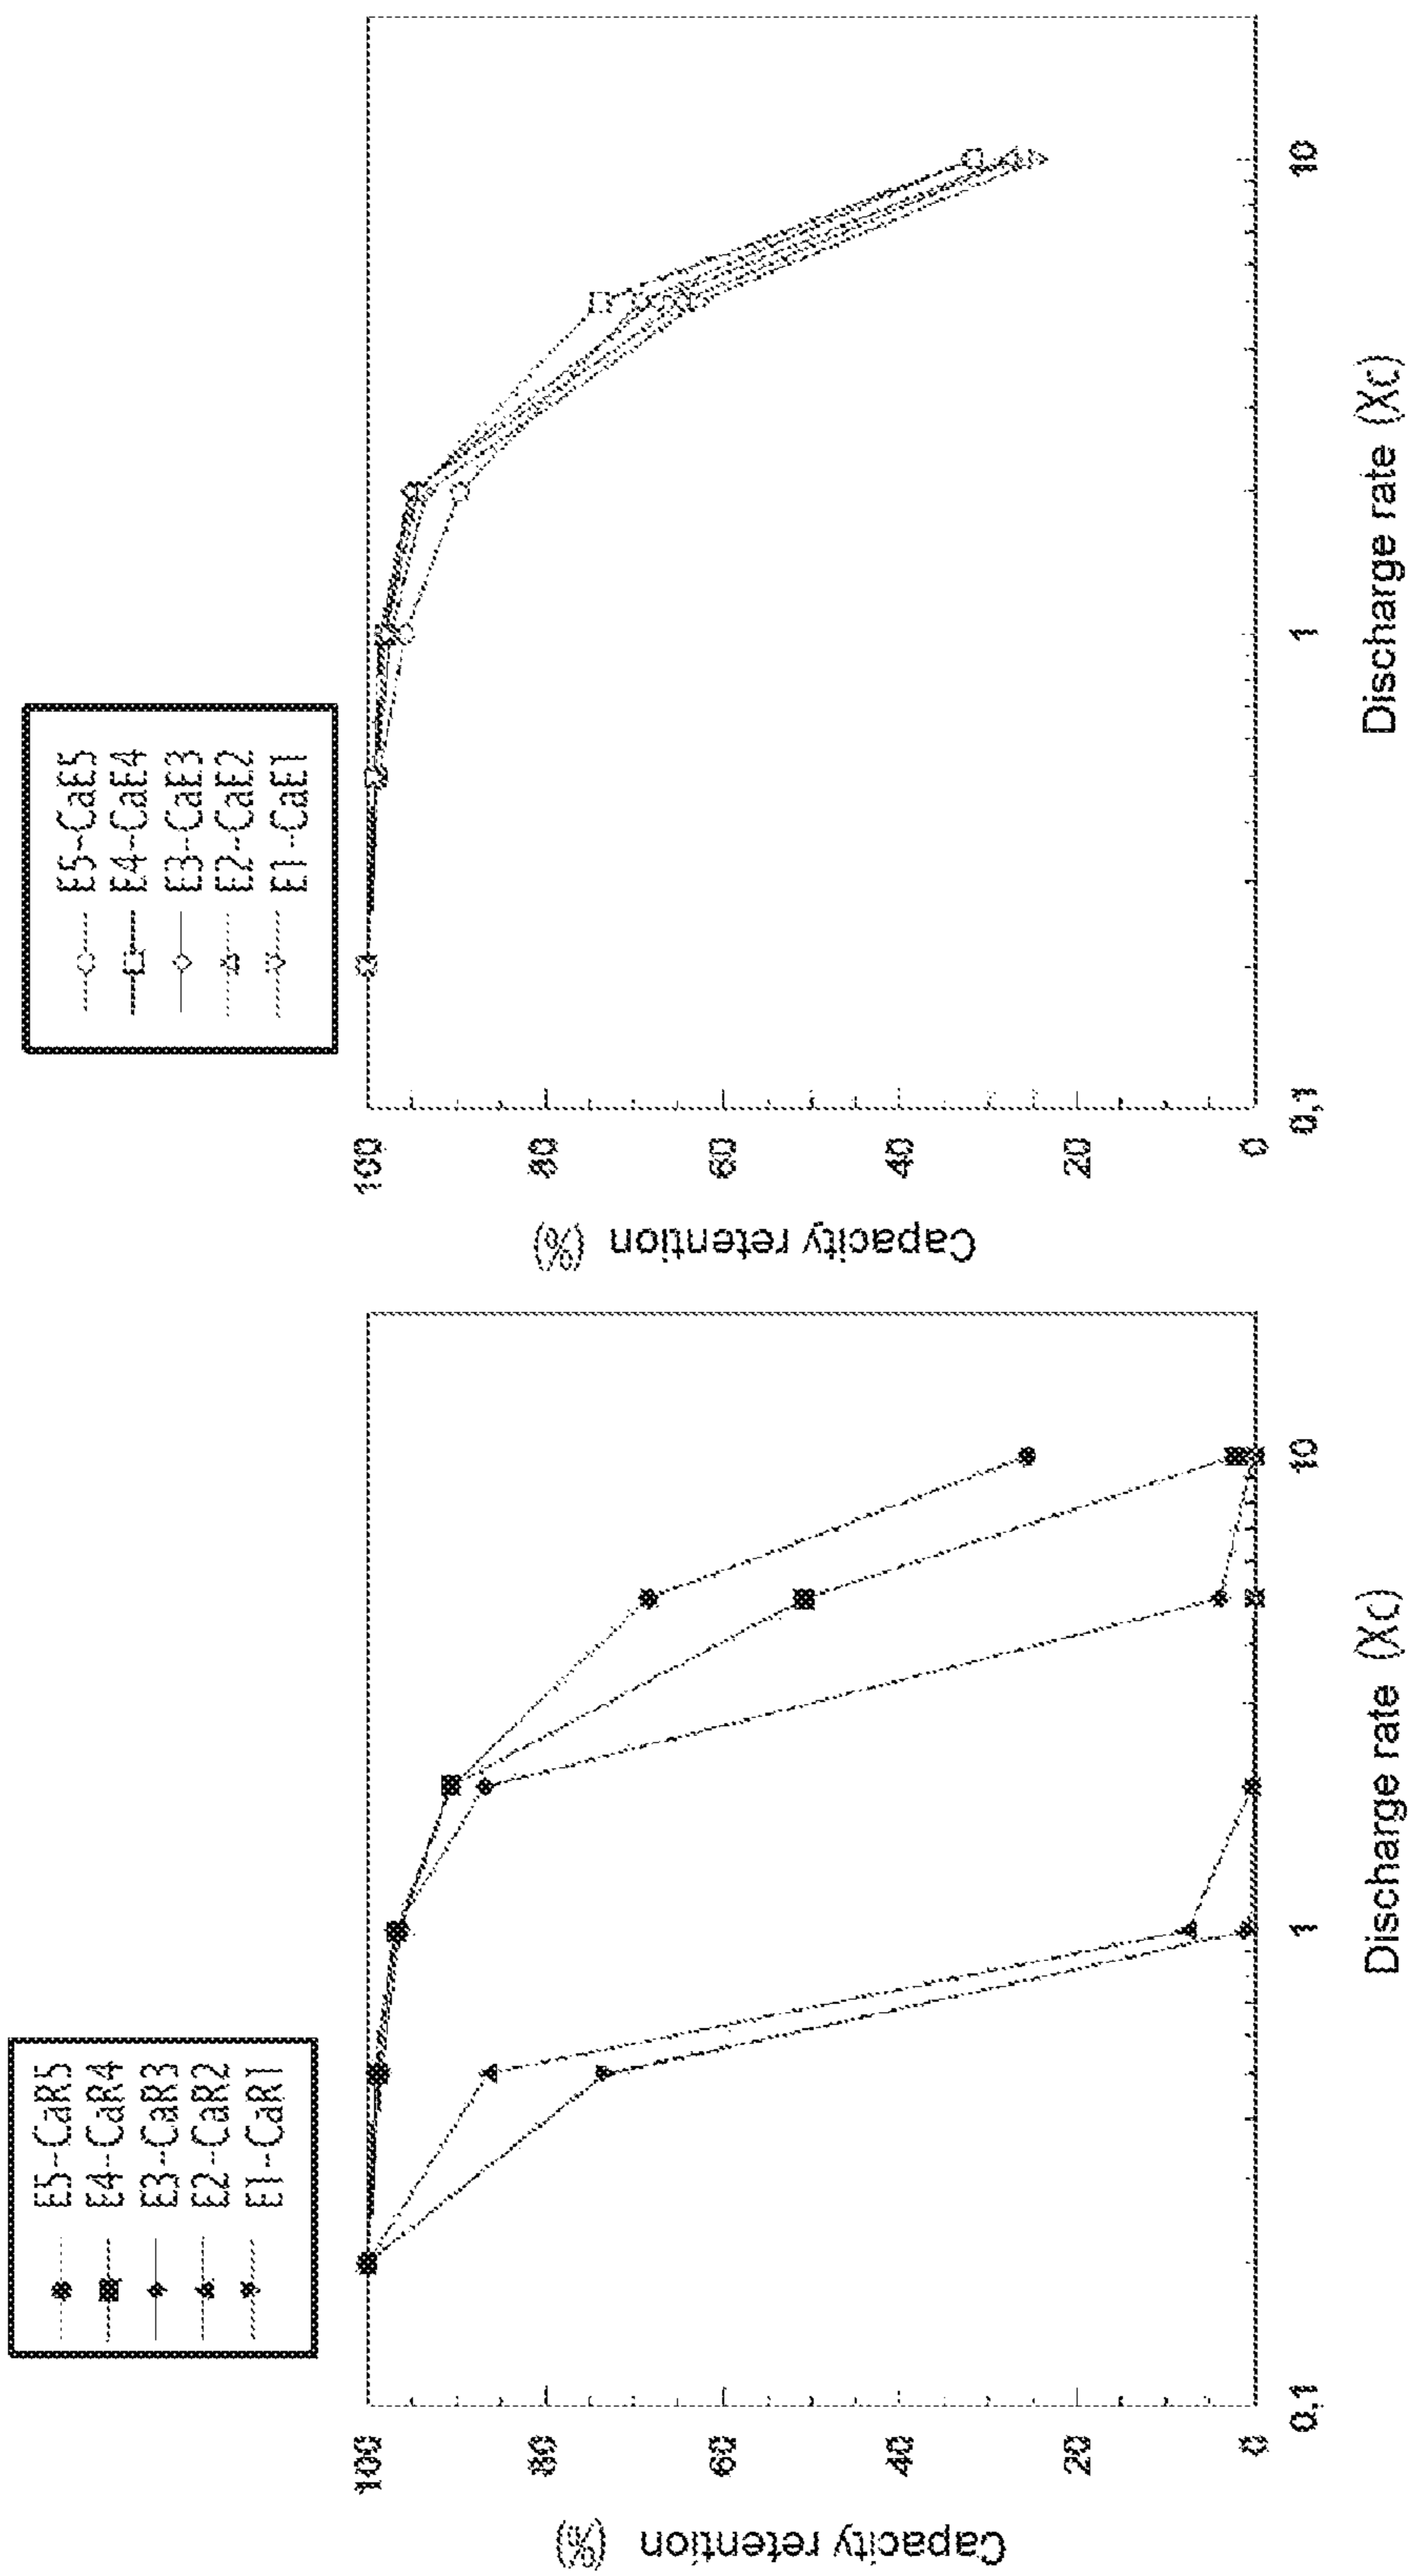 E5-CaR5
E4-CaR4
E3-CaR3
E2-CaR2
E1-CaR1
Capacity retention (%)
100
80
60
40
20
0
0,1
1
10
Discharge rate (Xc)
E5-CaE5
E4-CaE4
E3-CaE3
E2-CaE2
E1-CaE1
Capacity retention (%)
100
80
60
40
20
0
0,1
1
10
Discharge rate (Xc)